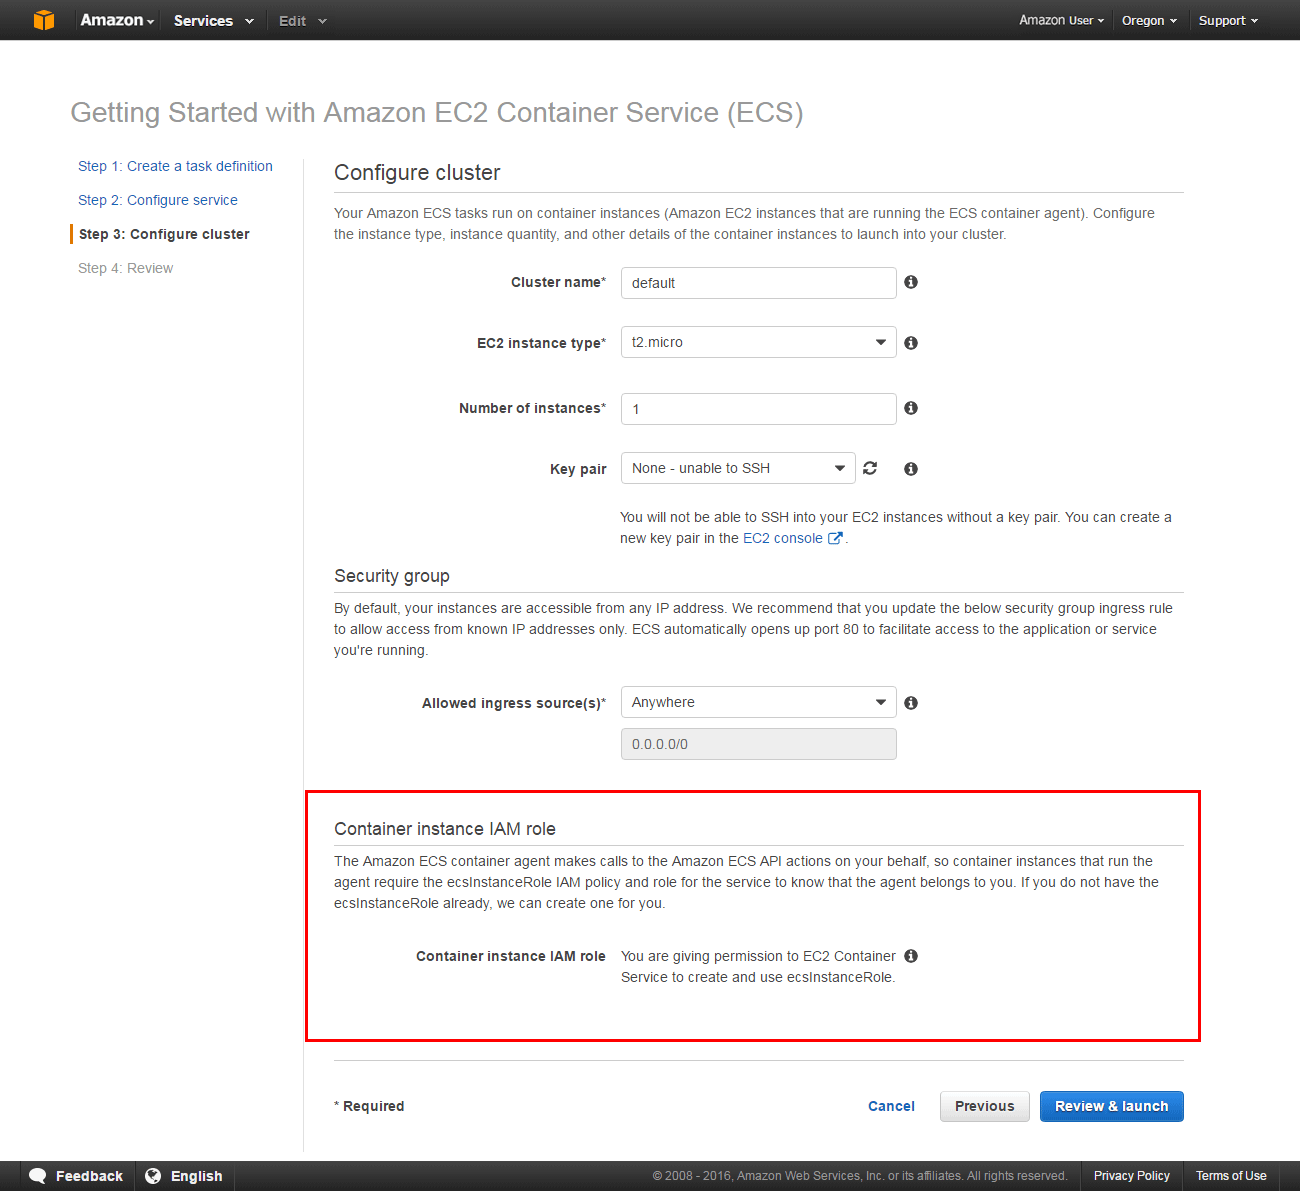 Amazon Services Edit Amazon User Oregon Support
Getting Started with Amazon EC2 Container Service (ECS)
Step 1: Create a task definition
Step 2: Configure service
Step 3: Configure cluster
Step 4: Review
Configure cluster
Your Amazon ECS tasks run on container instances (Amazon EC2 instances that are running the ECS container agent). Configure
the instance type, instance quantity, and other details of the container instances to launch into your cluster.
Cluster name* default
EC2 instance type* t2.micro
Number of instances* 1
Key pair None - unable to SSH
You will not be able to SSH into your EC2 instances without a key pair. You can create a
new key pair in the EC2 console .
Security group
By default, your instances are accessible from any IP address. We recommend that you update the below security group ingress rule
to allow access from known IP addresses only. ECS automatically opens up port 80 to facilitate access to the application or service
you're running.
Allowed ingress source(s)* Anywhere
0.0.0.0/0
Container instance IAM role
The Amazon ECS container agent makes calls to the Amazon ECS API actions on your behalf, so container instances that run the
agent require the ecsInstanceRole IAM policy and role for the service to know that the agent belongs to you. If you do not have the
ecsInstanceRole already, we can create one for you.
Container instance IAM role You are giving permission to EC2 Container
Service to create and use ecsInstanceRole.
* Required Cancel Previous Review & launch
Feedback English © 2008 - 2016, Amazon Web Services, Inc. or its affiliates. All rights reserved. Privacy Policy Terms of Use